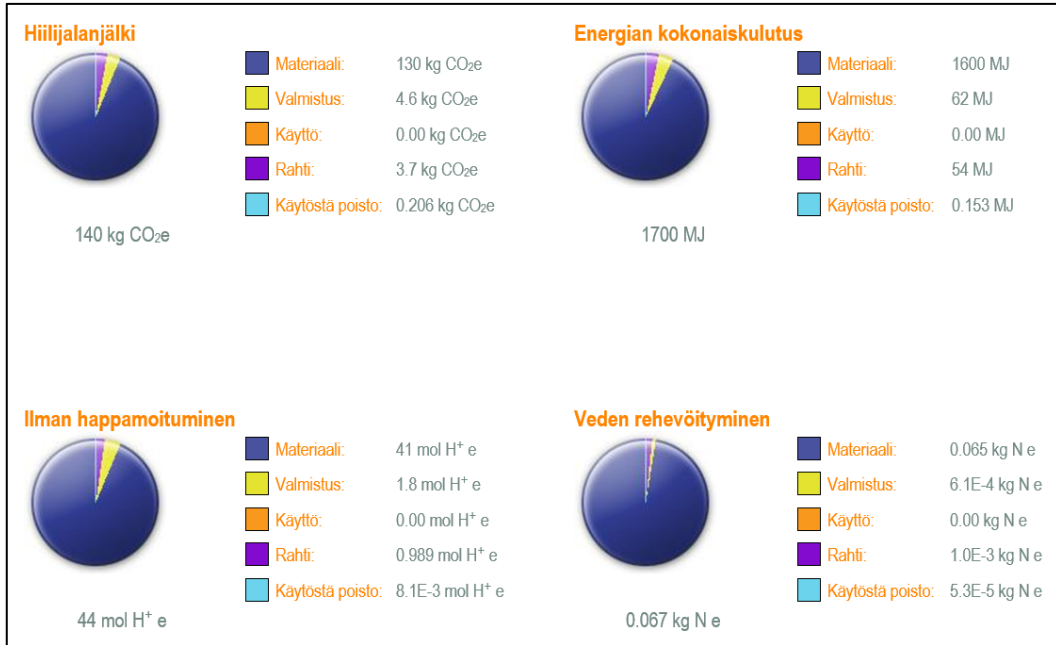 Hiilijalanjälki
Materiaali: 130 kg CO₂e
Valmistus: 4.6 kg CO₂e
Käyttö: 0.00 kg CO₂e
Rahti: 3.7 kg CO₂e
Käytöstä poisto: 0.206 kg CO₂e
140 kg CO₂e
Energian kokonaiskulutus
Materiaali: 1600 MJ
Valmistus: 62 MJ
Käyttö: 0.00 MJ
Rahti: 54 MJ
Käytöstä poisto: 0.153 MJ
1700 MJ
Ilman happamoituminen
Materiaali: 41 mol H⁺ e
Valmistus: 1.8 mol H⁺ e
Käyttö: 0.00 mol H⁺ e
Rahti: 0.989 mol H⁺ e
Käytöstä poisto: 8.1E-3 mol H⁺ e
44 mol H⁺ e
Veden rehevöityminen
Materiaali: 0.065 kg N e
Valmistus: 6.1E-4 kg N e
Käyttö: 0.00 kg N e
Rahti: 1.0E-3 kg N e
Käytöstä poisto: 5.3E-5 kg N e
0.067 kg N e